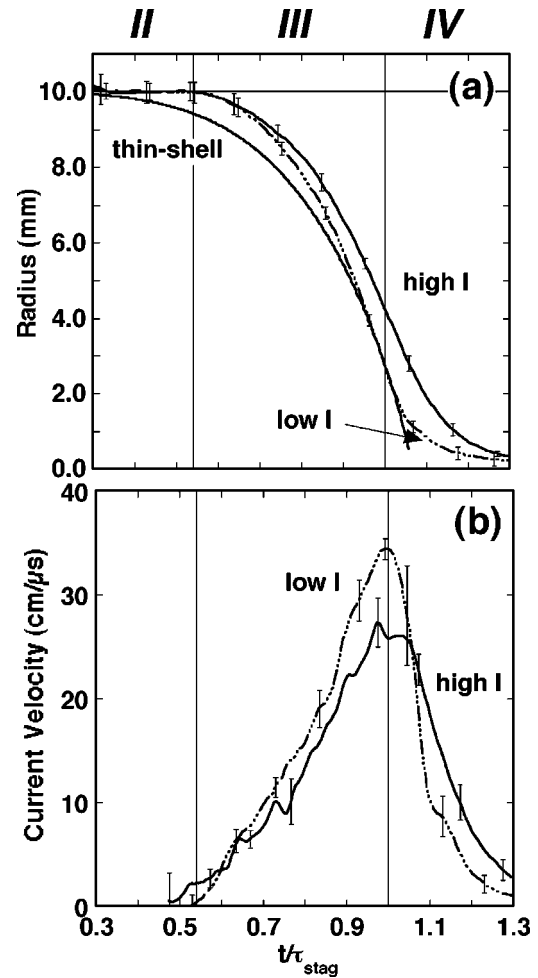 II III IV
(a)
10.0
thin-shell
8.0
Radius (mm)
6.0
high I
4.0
2.0
low I
0.0
40
(b)
Current Velocity (cm/μs)
low I
30
20
high I
10
0
0.3 0.5 0.7 0.9 1.1 1.3
t/τstag